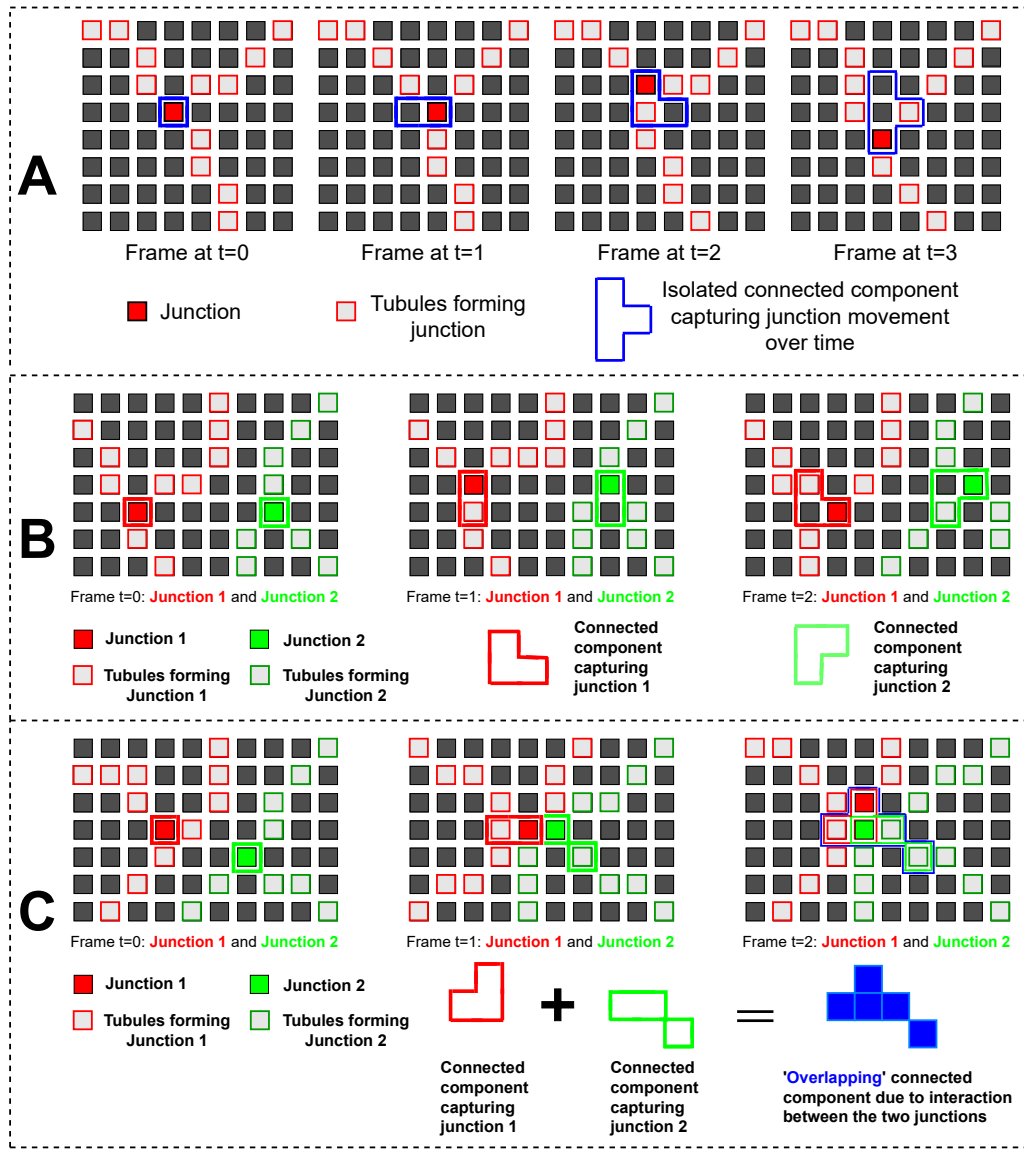 A
Frame at t=0
Frame at t=1
Frame at t=2
Frame at t=3
Junction
Tubules forming
junction
Isolated connected component
capturing junction movement
over time
B
Frame t=0: Junction 1 and Junction 2
Frame t=1: Junction 1 and Junction 2
Frame t=2: Junction 1 and Junction 2
Junction 1
Junction 2
Tubules forming
Junction 1
Tubules forming
Junction 2
Connected
component
capturing
junction 1
Connected
component
capturing
junction 2
C
Frame t=0: Junction 1 and Junction 2
Frame t=1: Junction 1 and Junction 2
Frame t=2: Junction 1 and Junction 2
Junction 1
Junction 2
Tubules forming
Junction 1
Tubules forming
Junction 2
+
=
Connected
component
capturing
junction 1
Connected
component
capturing
junction 2
'Overlapping' connected
component due to interaction
between the two junctions